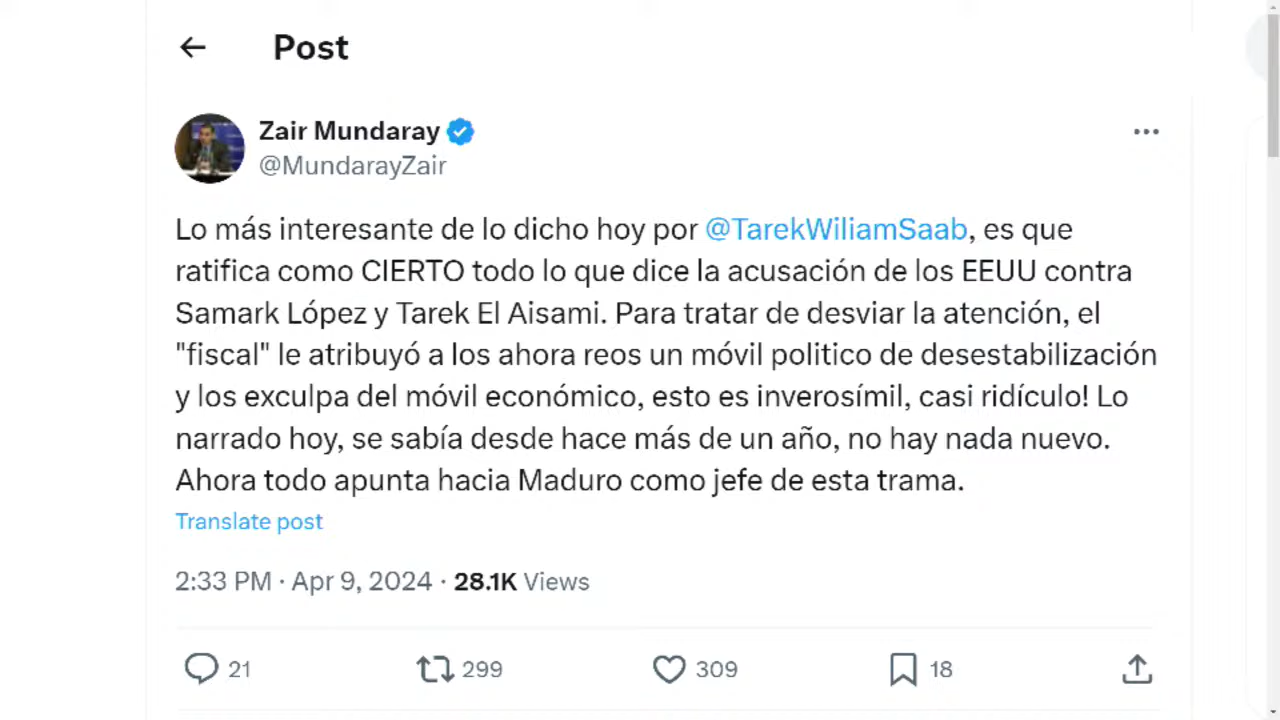 Post
Zair Mundaray
@MundarayZair
Lo más interesante de lo dicho hoy por @TarekWiliamSaab, es que
ratifica como CIERTO todo lo que dice la acusación de los EEUU contra
Samark López y Tarek El Aisami. Para tratar de desviar la atención, el
"fiscal" le atribuyó a los ahora reos un móvil politico de desestabilización
y los exculpa del móvil económico, esto es inverosímil, casi ridículo! Lo
narrado hoy, se sabía desde hace más de un año, no hay nada nuevo.
Ahora todo apunta hacia Maduro como jefe de esta trama.
Translate post
2:33 PM · Apr 9, 2024 · 28.1K Views
21 299 309 18